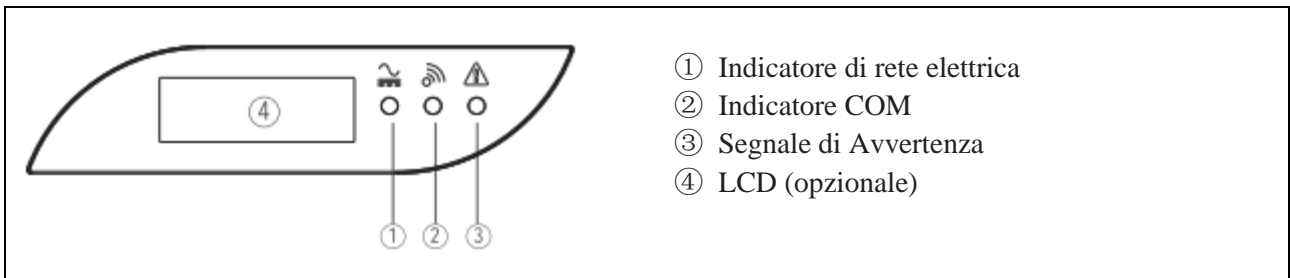 ④
① ② ③
① Indicatore di rete elettrica
② Indicatore COM
③ Segnale di Avvertenza
④ LCD (opzionale)